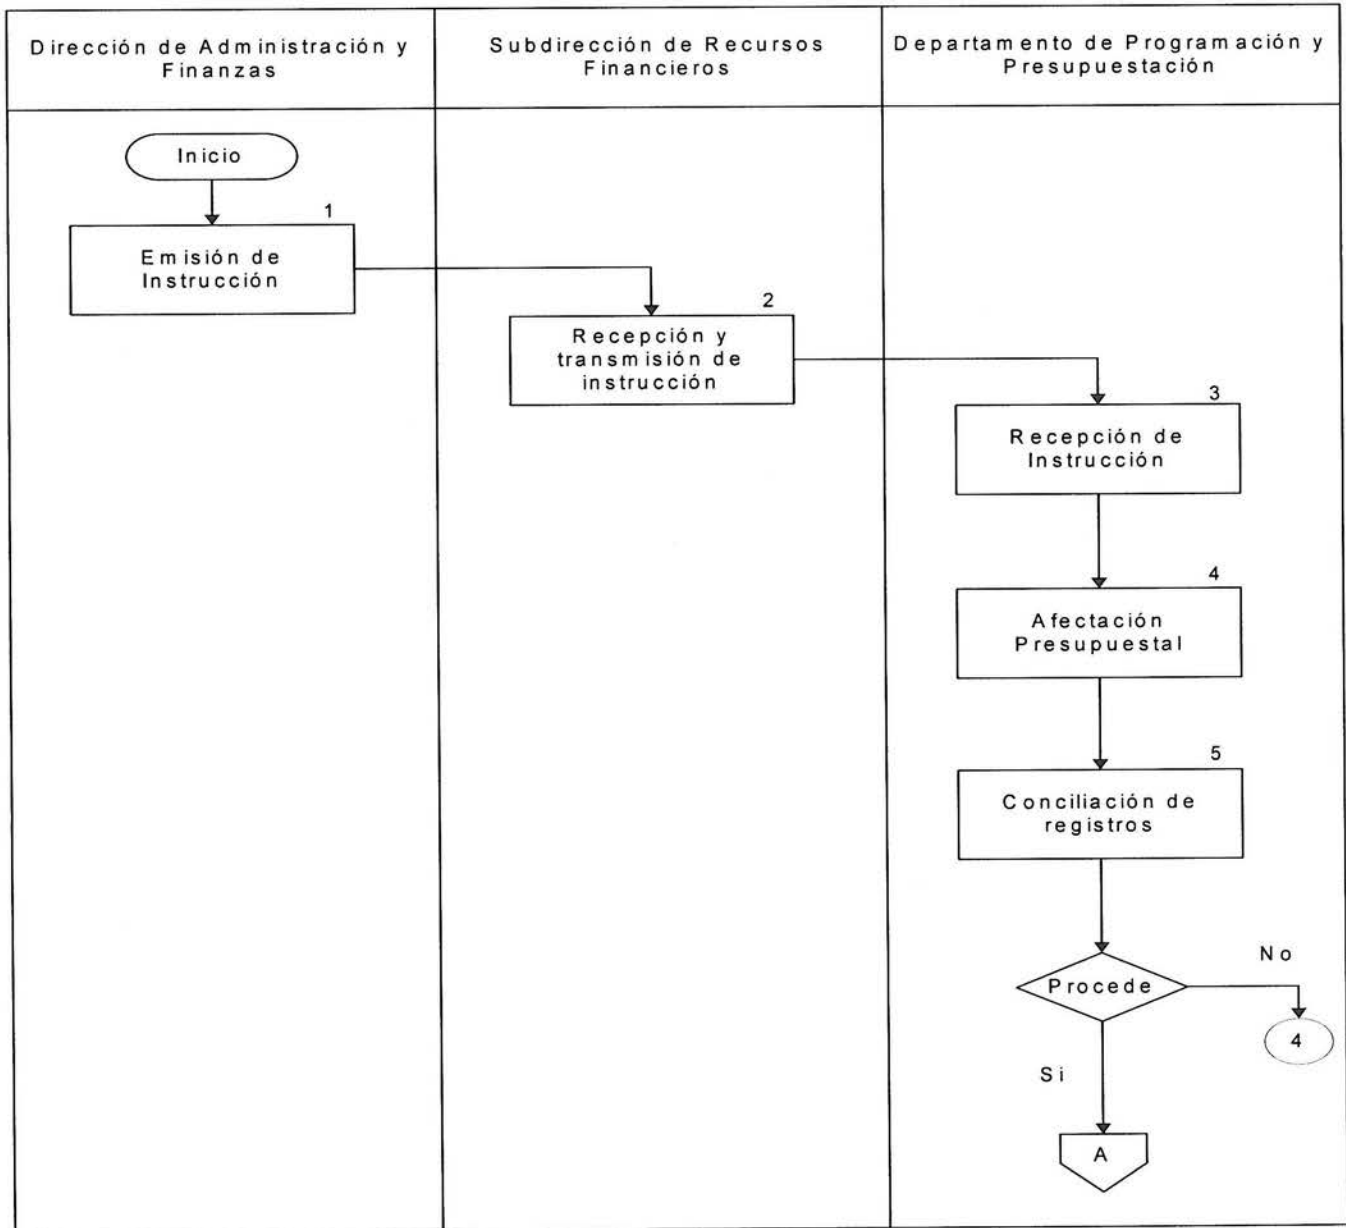 Dirección de Administración y
Finanzas
Subdirección de Recursos
Financieros
Departamento de Programación y
Presupuestación
Inicio
1
Emisión de
Instrucción
2
Recepción y
transmisión de
instrucción
3
Recepción de
Instrucción
4
Afectación
Presupuestal
5
Conciliación de
registros
Procede
No
4
Si
A